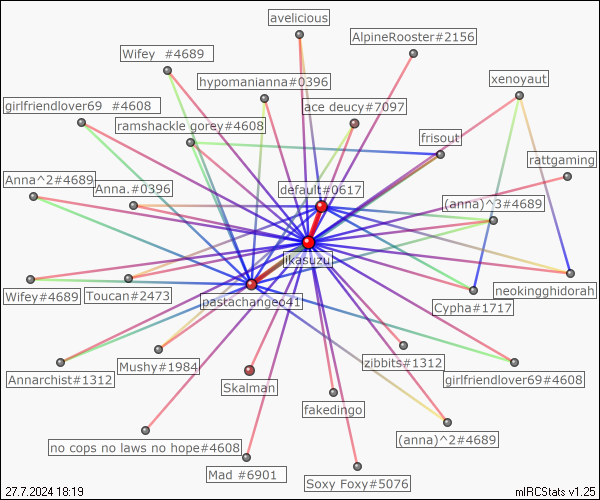 avelicious
AlpineRooster#2156
Wifey  #4689
xenoyaut
hypomanianna#0396
girlfriendlover69  #4608
ace deucy#7097
ramshackle gorey#4608
frisout
rattgaming
Anna^2#4689
Anna.#0396
default#0617
(anna)^3#4689
ikasuzu
Wifey#4689
Toucan#2473
pastachangeo41
Cypha#1717
neokingghidorah
Mushy#1984
zibbits#1312
Annarchist#1312
Skalman
girlfriendlover69#4608
fakedingo
no cops no laws no hope#4608
(anna)^2#4689
Mad #6901
Soxy Foxy#5076
27.7.2024 18:19
mIRCStats v1.25